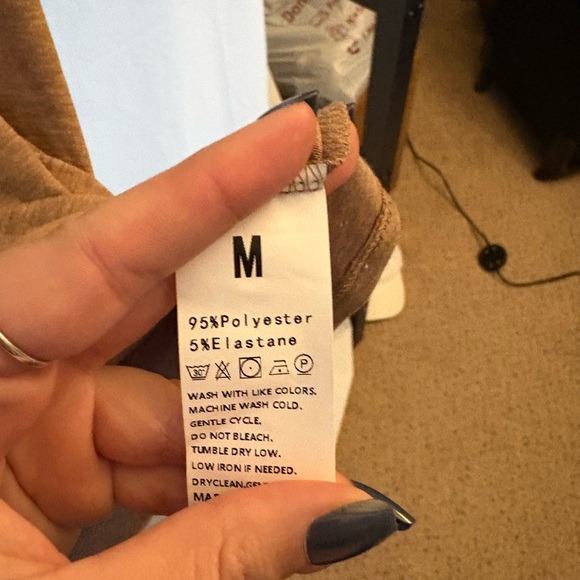 M
95%Polyester
5%Elastane
30°
P
WASH WITH LIKE COLORS.
MACHINE WASH COLD.
GENTLE CYCLE.
DO NOT BLEACH.
TUMBLE DRY LOW.
LOW IRON IF NEEDED.